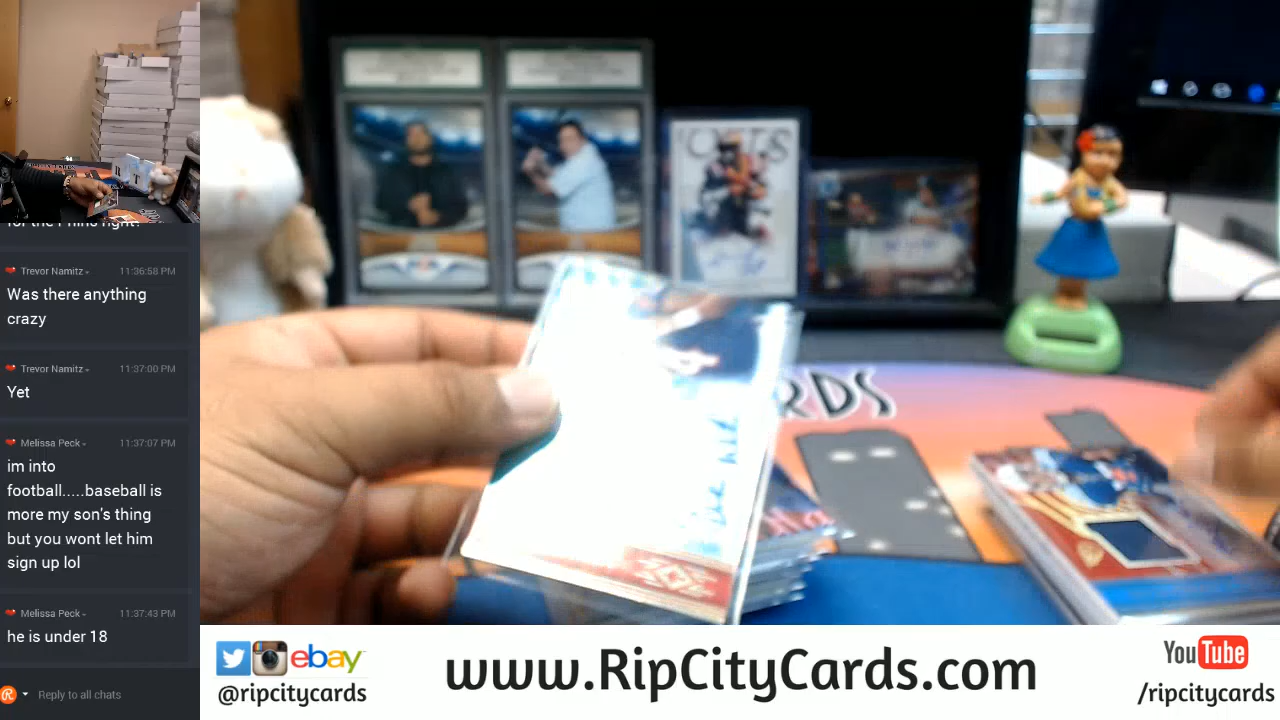 for the Phills right?
Trevor Namitz
11:36:58 PM
Was there anything
crazy
Trevor Namitz
11:37:00 PM
Yet
Melissa Peck
11:37:07 PM
im into
football.....baseball is
more my son's thing
but you wont let him
sign up lol
Melissa Peck
11:37:43 PM
he is under 18
Reply to all chats
RDS
ebay
@ripcitycards
www.RipCityCards.com
YouTube
/ripcitycards